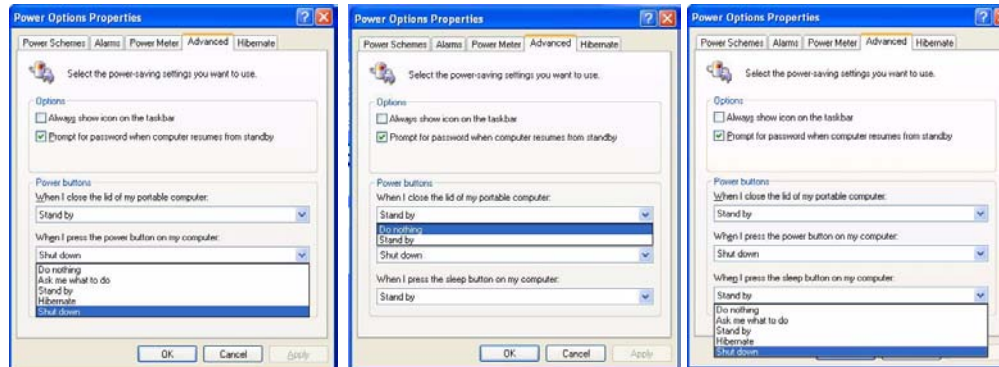 Power Options Properties
Power Schemes Alarms Power Meter Advanced Hibernate
Select the power-saving settings you want to use.
Options
Always show icon on the taskbar
Prompt for password when computer resumes from standby
Power buttons
When I close the lid of my portable computer:
Stand by
When I press the power button on my computer:
Shut down
Do nothing
Ask me what to do
Stand by
Hibernate
Shut down
OK Cancel Apply
Power Options Properties
Power Schemes Alarms Power Meter Advanced Hibernate
Select the power-saving settings you want to use.
Options
Always show icon on the taskbar
Prompt for password when computer resumes from standby
Power buttons
When I close the lid of my portable computer:
Stand by
Do nothing
Stand by
Shut down
When I press the sleep button on my computer:
Stand by
OK Cancel Apply
Power Options Properties
Power Schemes Alarms Power Meter Advanced Hibernate
Select the power-saving settings you want to use.
Options
Always show icon on the taskbar
Prompt for password when computer resumes from standby
Power buttons
When I close the lid of my portable computer:
Stand by
When I press the power button on my computer:
Shut down
When I press the sleep button on my computer:
Stand by
Do nothing
Ask me what to do
Stand by
Hibernate
Shut down